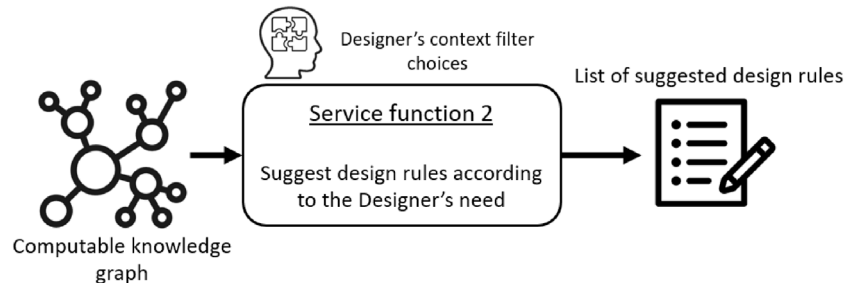 Designer's context filter
choices
List of suggested design rules
Service function 2
Suggest design rules according
to the Designer's need
Computable knowledge
graph